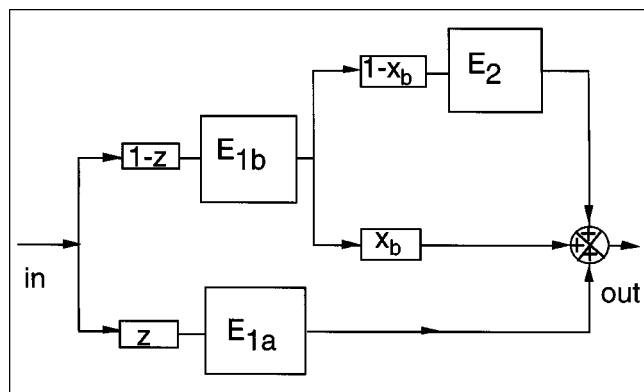 1-x_b
E_2
1-z
E_1b
x_b
+
+
+
in
out
z
E_1a